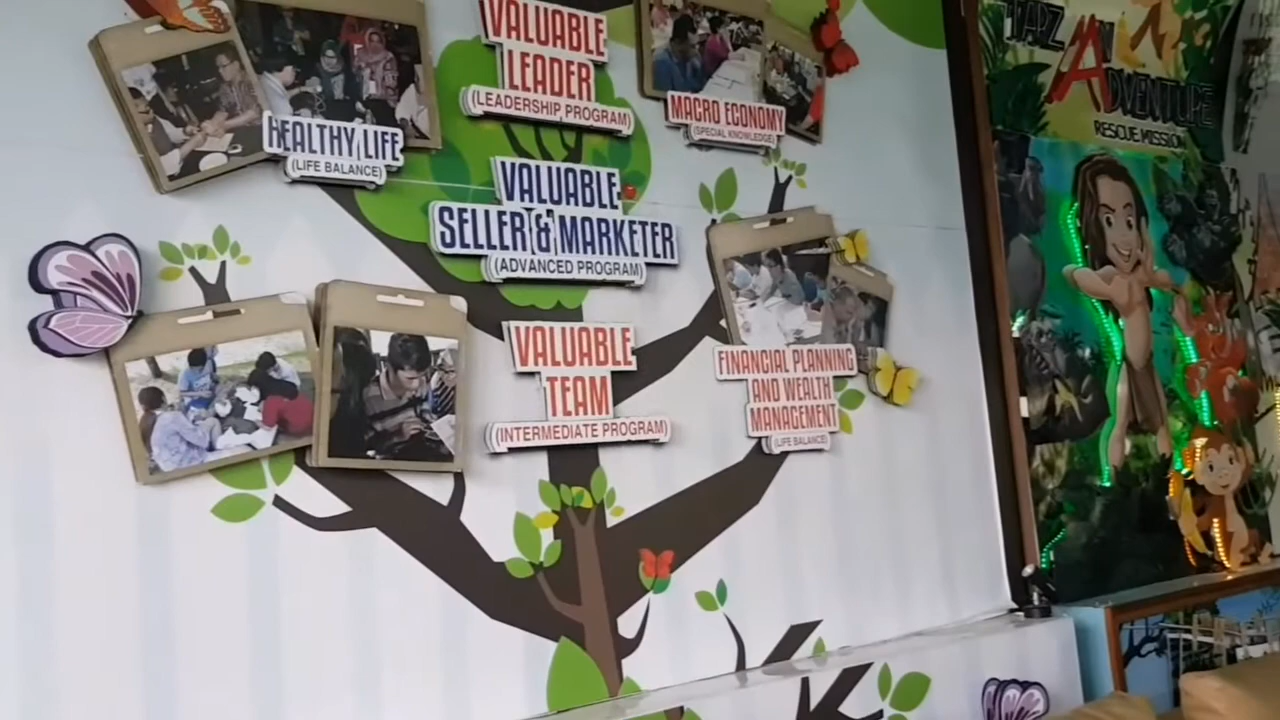 VALUABLE
LEADER
(LEADERSHIP PROGRAM)
MACRO ECONOMY
(SPECIAL KNOWLEDGE)
HEALTHY LIFE
(LIFE BALANCE)
VALUABLE
SELLER & MARKETER
(ADVANCED PROGRAM)
VALUABLE
TEAM
(INTERMEDIATE PROGRAM)
FINANCIAL PLANNING
AND WEALTH
MANAGEMENT
(LIFE BALANCE)
TARZAN
ADVENTURE
RESCUE MISSION